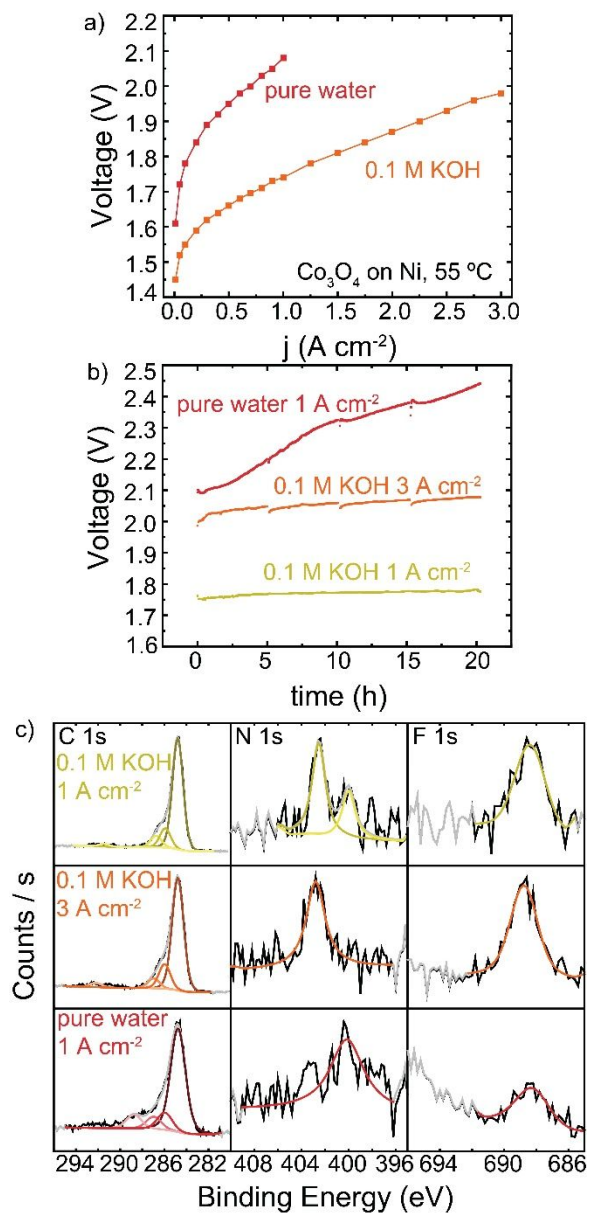 a)
2.2
2.1
2.0
1.9
1.8
1.7
1.6
1.5
1.4
Voltage (V)
pure water
0.1 M KOH
Co₃O₄ on Ni, 55 ºC
0.0 0.5 1.0 1.5 2.0 2.5 3.0
j (A cm⁻²)
b)
2.5
2.4
2.3
2.2
2.1
2.0
1.9
1.8
1.7
1.6
Voltage (V)
pure water 1 A cm⁻²
0.1 M KOH 3 A cm⁻²
0.1 M KOH 1 A cm⁻²
0 5 10 15 20
time (h)
c)
C 1s N 1s F 1s
0.1 M KOH
1 A cm⁻²
0.1 M KOH
3 A cm⁻²
pure water
1 A cm⁻²
Counts / s
294 290 286 282 408 404 400 396 694 690 686
Binding Energy (eV)